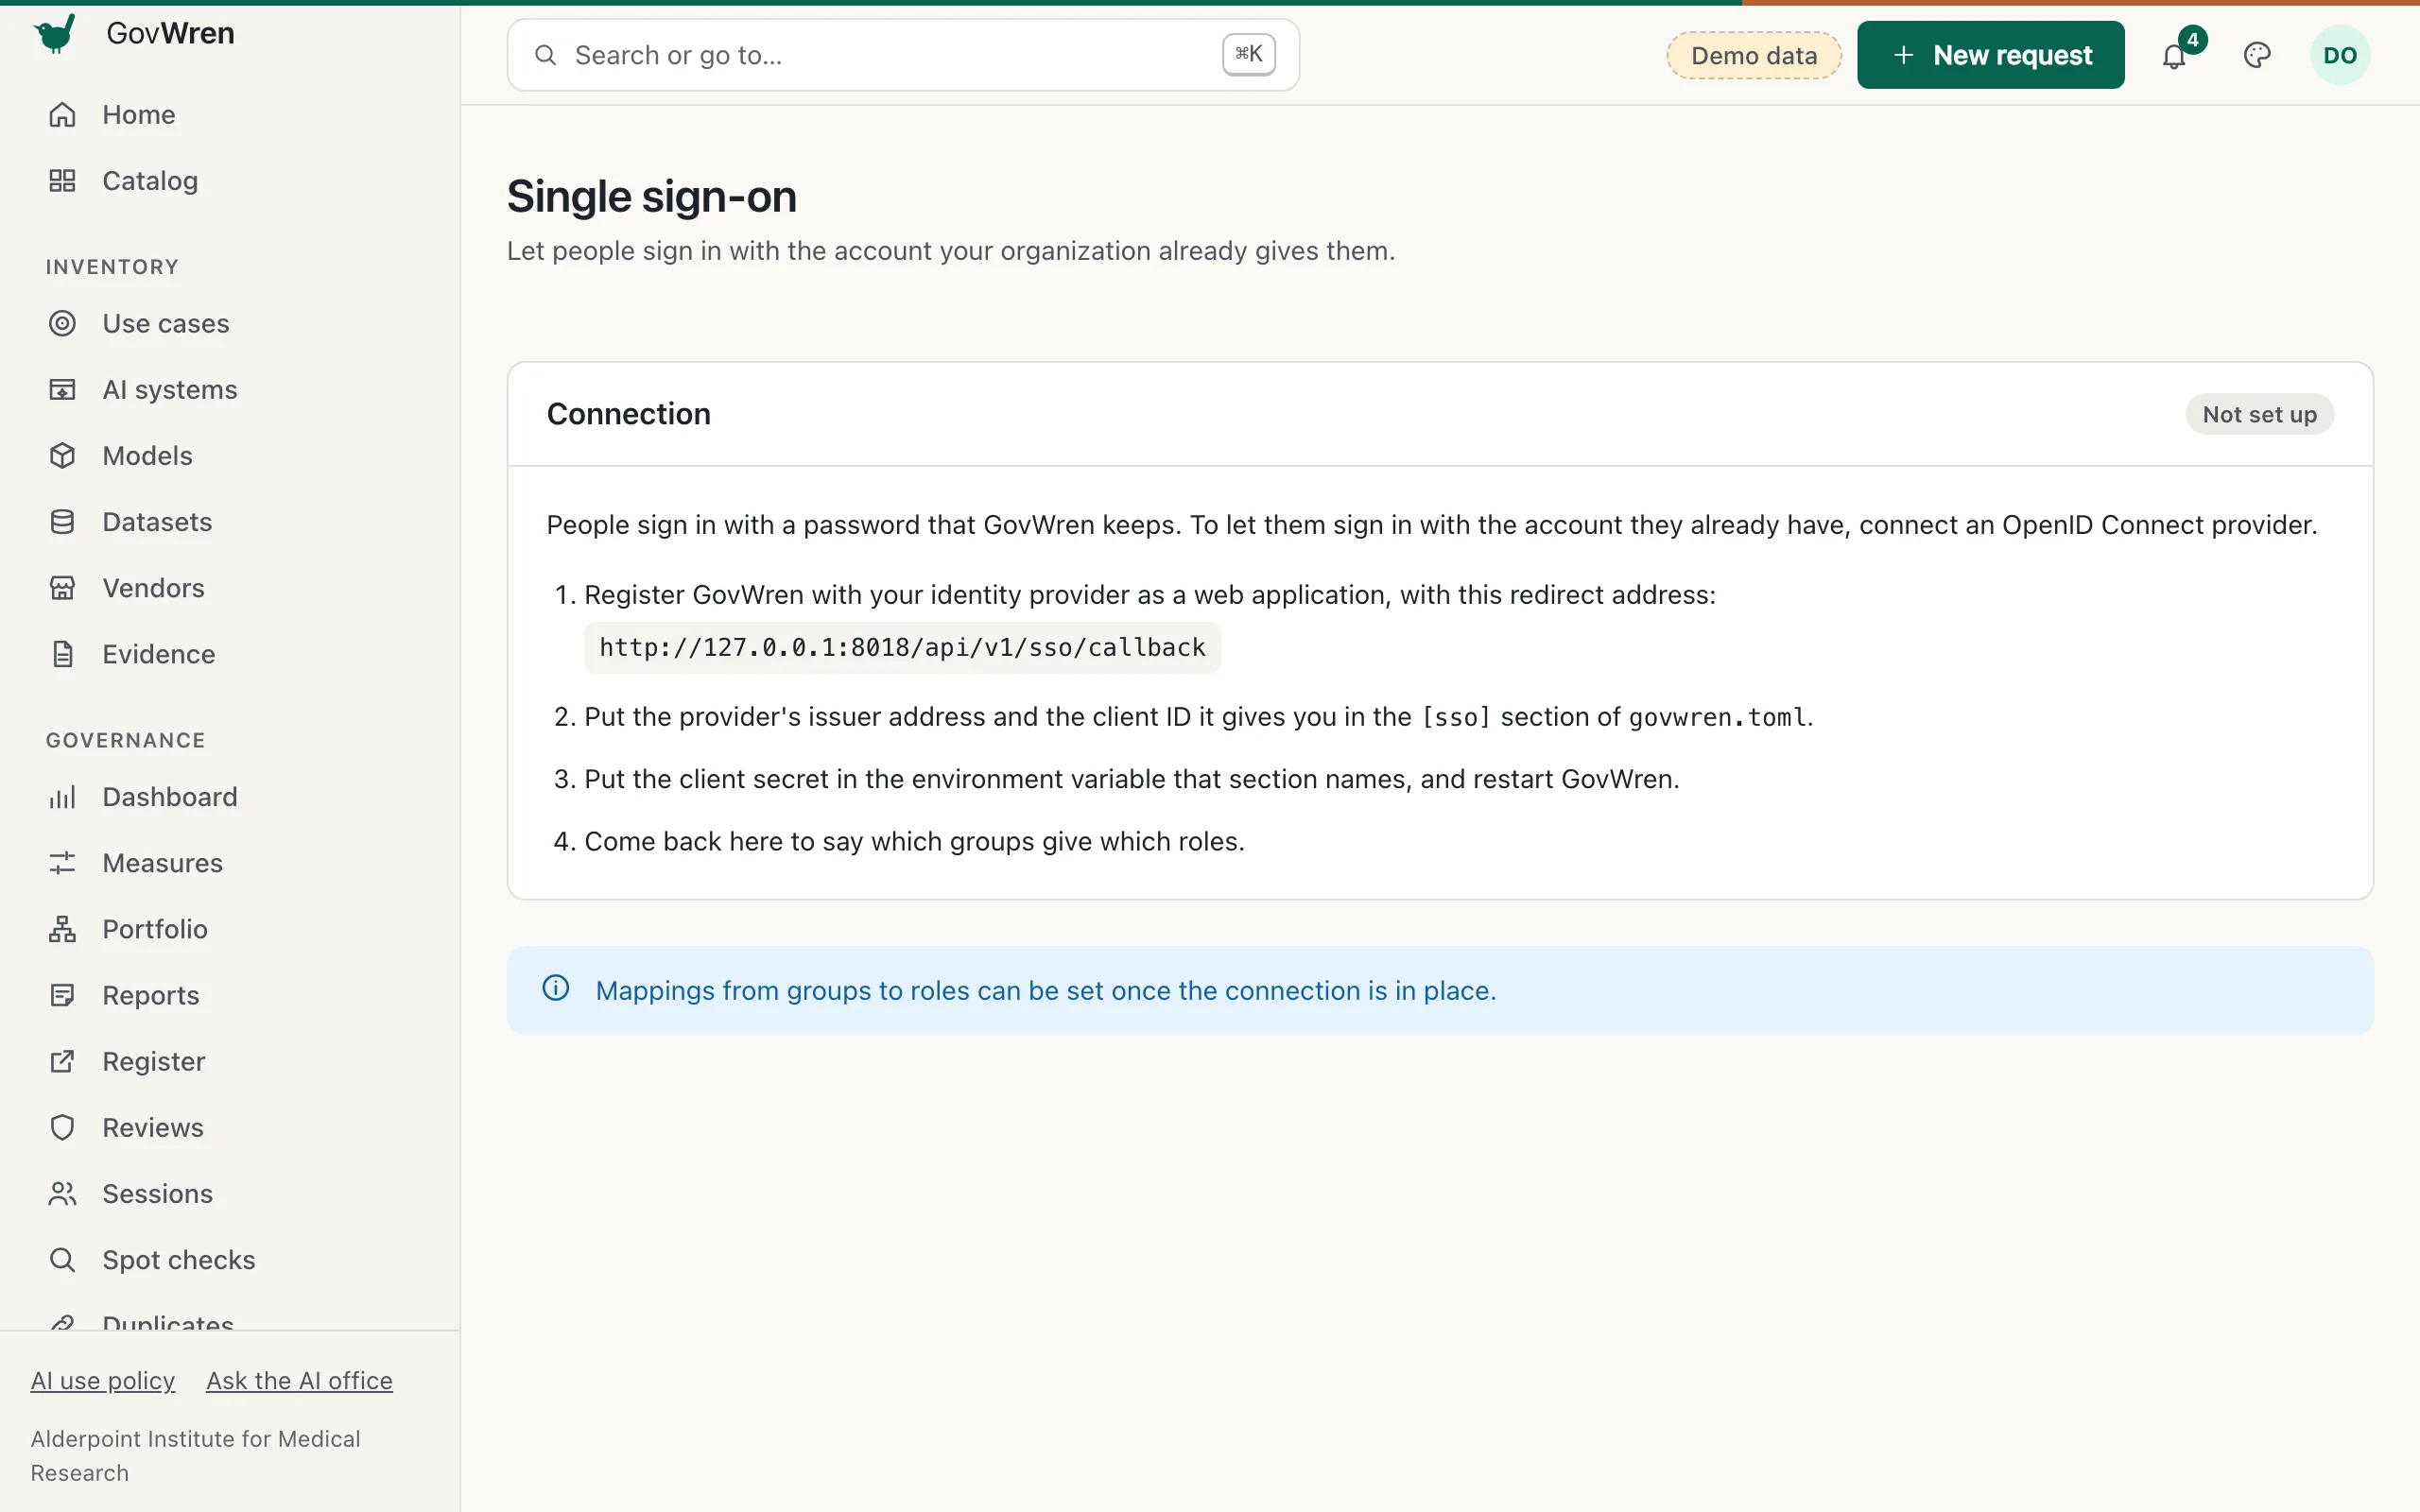 GovWren
Search or go to...
⌘K
Demo data
+ New request
4
DO
Home
Catalog
INVENTORY
Use cases
AI systems
Models
Datasets
Vendors
Evidence
GOVERNANCE
Dashboard
Measures
Portfolio
Reports
Register
Reviews
Sessions
Spot checks
Duplicates
AI use policy
Ask the AI office
Alderpoint Institute for Medical
Research
Single sign-on
Let people sign in with the account your organization already gives them.
Connection
Not set up
People sign in with a password that GovWren keeps. To let them sign in with the account they already have, connect an OpenID Connect provider.
1. Register GovWren with your identity provider as a web application, with this redirect address:
http://127.0.0.1:8018/api/v1/sso/callback
2. Put the provider's issuer address and the client ID it gives you in the [sso] section of govwren.toml.
3. Put the client secret in the environment variable that section names, and restart GovWren.
4. Come back here to say which groups give which roles.
Mappings from groups to roles can be set once the connection is in place.